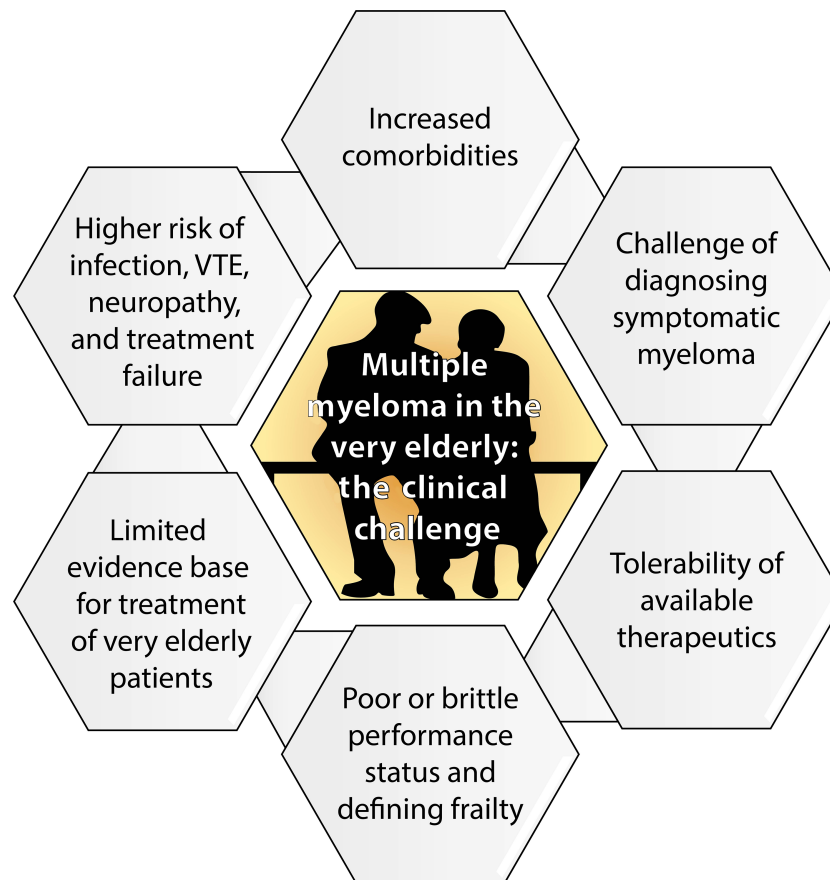 Increased
comorbidities
Challenge of
diagnosing
symptomatic
myeloma
Tolerability of
available
therapeutics
Poor or brittle
performance
status and
defining frailty
Limited
evidence base
for treatment
of very elderly
patients
Higher risk of
infection, VTE,
neuropathy,
and treatment
failure
Multiple
myeloma in the
very elderly:
the clinical
challenge